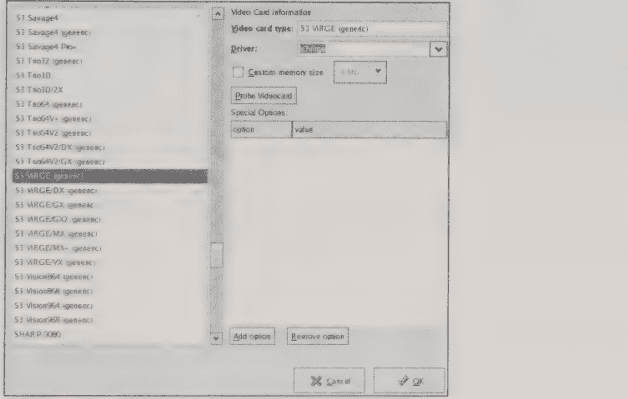 S3 Savage4
S3 Savage4 (generic)
S3 Savage4 Pro+
S3 Trio32 (generic)
S3 Trio3D
S3 Trio3D/2X
S3 Trio64 (generic)
S3 Trio64V+ (generic)
S3 Trio64V2 (generic)
S3 Trio64V2/DX (generic)
S3 Trio64V2/GX (generic)
S3 ViRGE (generic)
S3 ViRGE/DX (generic)
S3 ViRGE/GX (generic)
S3 ViRGE/GX2 (generic)
S3 ViRGE/MX (generic)
S3 ViRGE/MX+ (generic)
S3 ViRGE/VX (generic)
S3 Vision864 (generic)
S3 Vision868 (generic)
S3 Vision964 (generic)
S3 Vision968 (generic)
SHARP 9080
Video Card Information
Video card type: S3 ViRGE (generic)
Driver:
Custom memory size
Probe Videocard
Special Options:
option value
Add option Remove option
Cancel OK